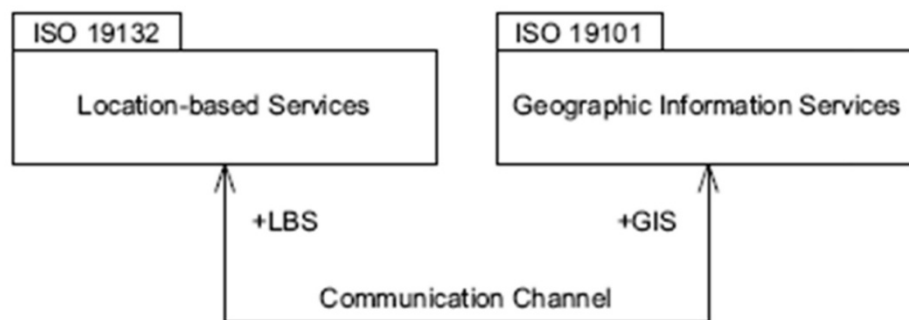 ISO 19132
ISO 19101
Location-based Services
Geographic Information Services
+LBS
+GIS
Communication Channel